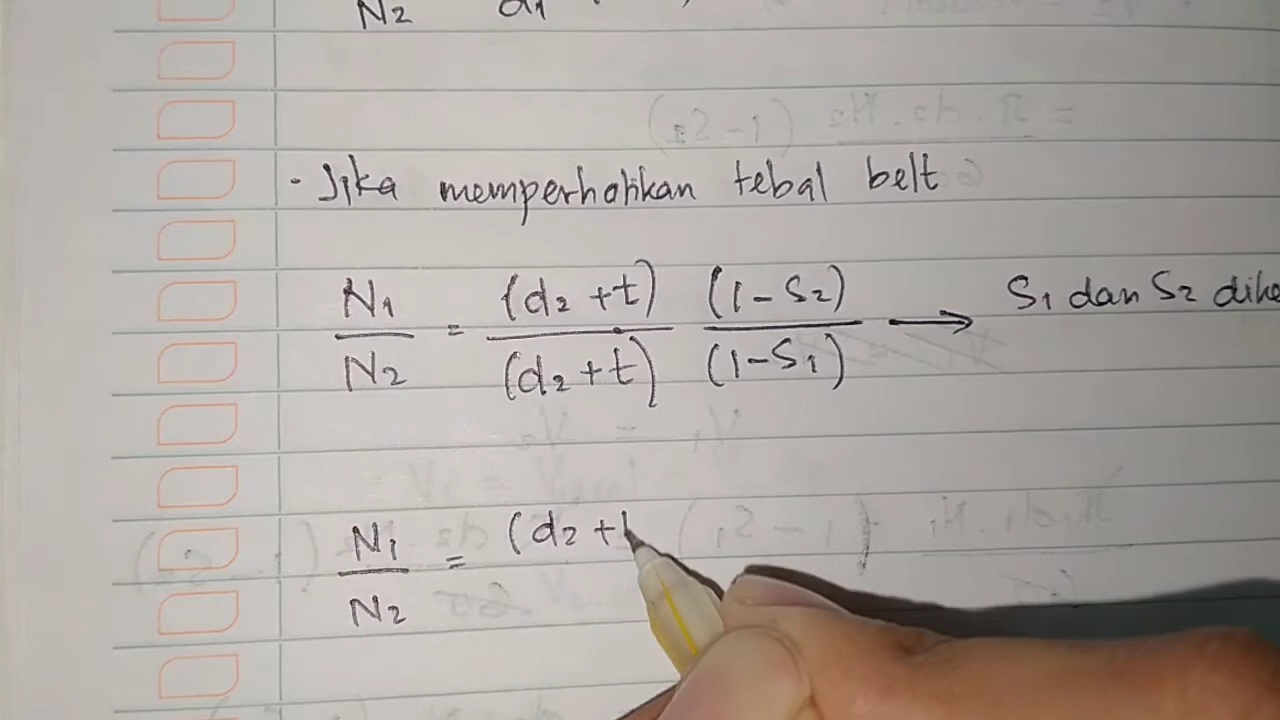 N2 d1
· Jika memperhatikan tebal belt
N1/N2 = (d2+t)/(d2+t) (1-S2)/(1-S1) → S1 dan S2 dike
N1/N2 = (d2+t